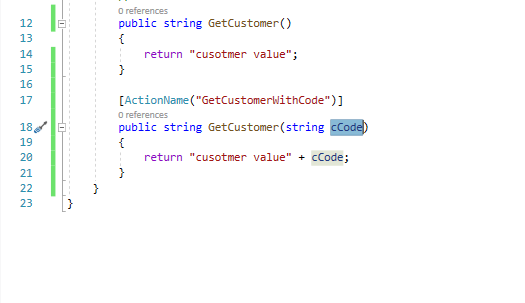 0 references
12 public string GetCustomer()
13 {
14 return "cusotmer value";
15 }
16
17 [ActionName("GetCustomerWithCode")]
0 references
18 public string GetCustomer(string cCode)
19 {
20 return "cusotmer value" + cCode;
21 }
22 }
23 }